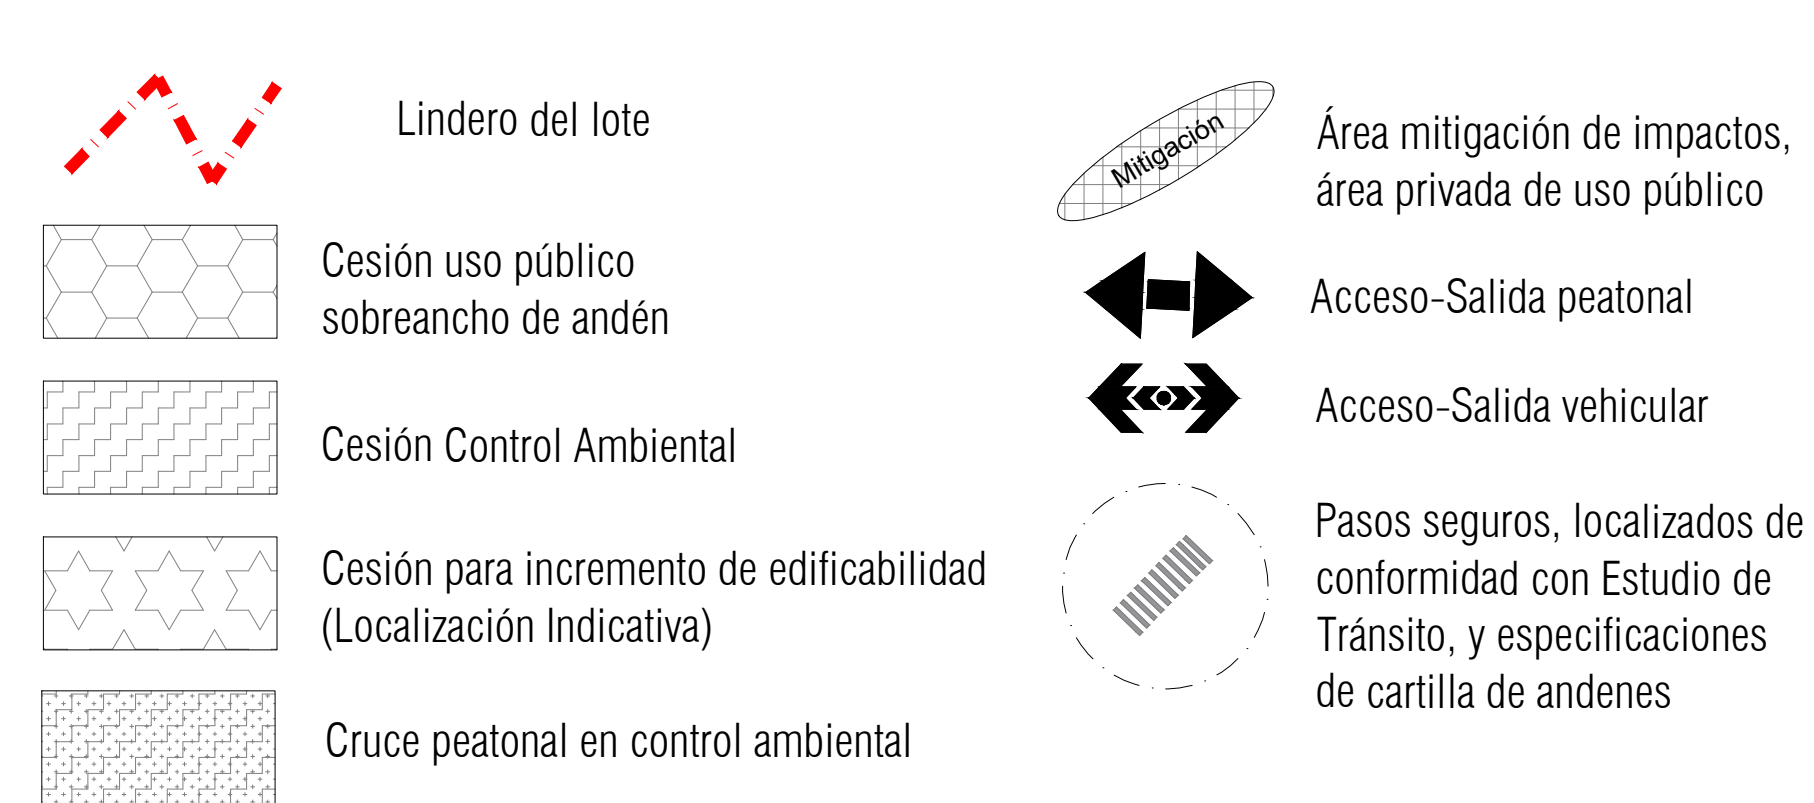 Lindero del lote
Cesión uso público
sobreancho de andén
Cesión Control Ambiental
Cesión para incremento de edificabilidad
(Localización Indicativa)
Cruce peatonal en control ambiental
Mitigación
Área mitigación de impactos,
área privada de uso público
Acceso-Salida peatonal
Acceso-Salida vehicular
Pasos seguros, localizados de
conformidad con Estudio de
Tránsito, y especificaciones
de cartilla de andenes